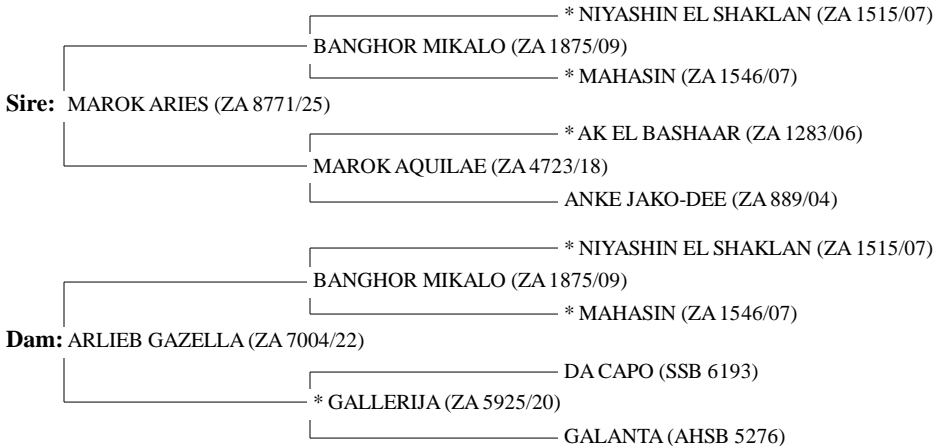 * NIYASHIN EL SHAKLAN (ZA 1515/07)
BANGHOR MIKALO (ZA 1875/09)
* MAHASIN (ZA 1546/07)
Sire: MAROK ARIES (ZA 8771/25)
* AK EL BASHAAR (ZA 1283/06)
MAROK AQUILAE (ZA 4723/18)
ANKE JAKO-DEE (ZA 889/04)
* NIYASHIN EL SHAKLAN (ZA 1515/07)
BANGHOR MIKALO (ZA 1875/09)
* MAHASIN (ZA 1546/07)
Dam: ARLIEB GAZELLA (ZA 7004/22)
DA CAPO (SSB 6193)
* GALLERIJA (ZA 5925/20)
GALANTA (AHSB 5276)